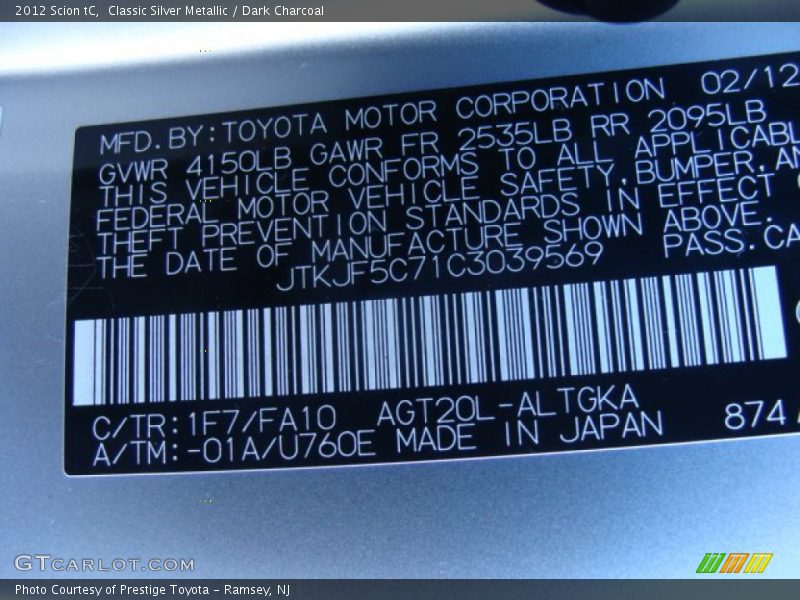 2012 Scion tC,  Classic Silver Metallic / Dark Charcoal
MFD.BY:TOYOTA MOTOR CORPORATION 02/12
GVWR 4150LB GAWR FR 2535LB RR 2095LB
THIS VEHICLE CONFORMS TO ALL APPLICABL
FEDERAL MOTOR VEHICLE SAFETY,BUMPER,AN
THEFT PREVENTION STANDARDS IN EFFECT
THE DATE OF MANUFACTURE SHOWN ABOVE.
JTKJF5C71C3039569 PASS.CA
C/TR:1F7/FA10 AGT20L-ALTGKA
A/TM:-01A/U760E MADE IN JAPAN 874
GTCARLOT.COM
Photo Courtesy of Prestige Toyota - Ramsey, NJ